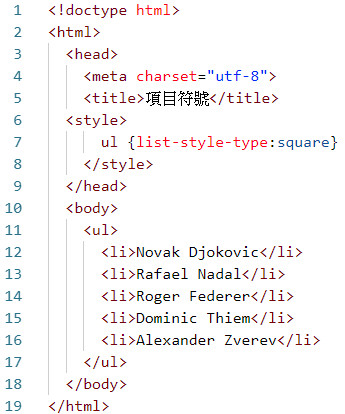 1 <!doctype html>
2 <html>
3 <head>
4 <meta charset="utf-8">
5 <title>項目符號</title>
6 <style>
7 ul {list-style-type:square}
8 </style>
9 </head>
10 <body>
11 <ul>
12 <li>Novak Djokovic</li>
13 <li>Rafael Nadal</li>
14 <li>Roger Federer</li>
15 <li>Dominic Thiem</li>
16 <li>Alexander Zverev</li>
17 </ul>
18 </body>
19 </html>